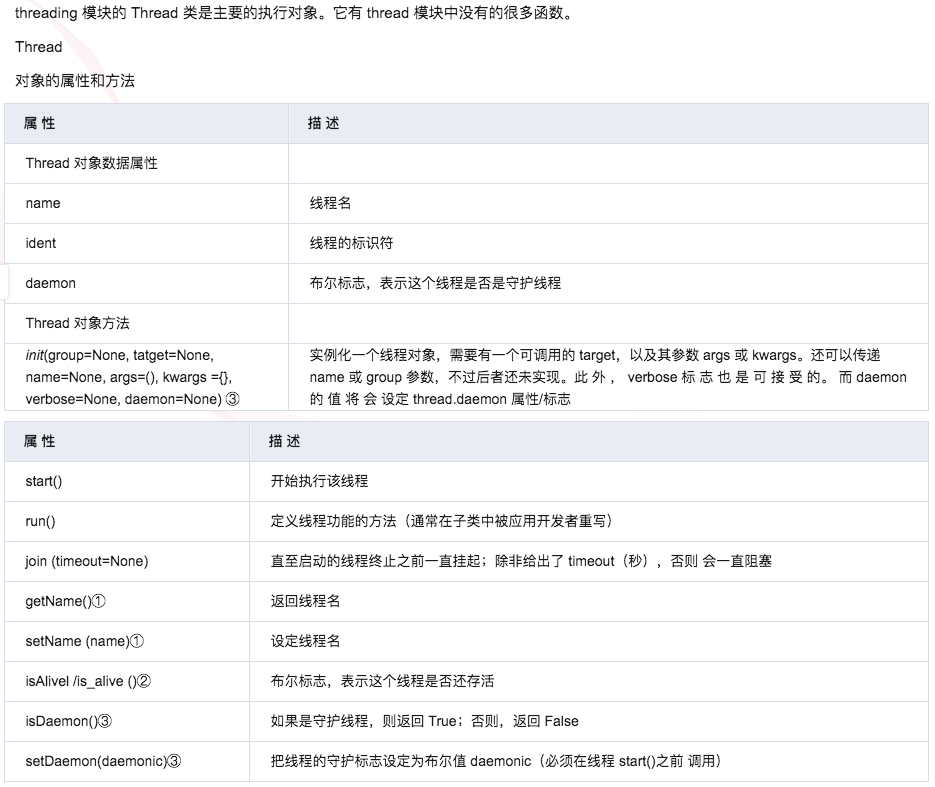 threading 模块的 Thread 类是主要的执行对象。它有 thread 模块中没有的很多函数。
Thread
对象的属性和方法
属 性 描 述
Thread 对象数据属性
name 线程名
ident 线程的标识符
daemon 布尔标志，表示这个线程是否是守护线程
Thread 对象方法
init(group=None, tatget=None, name=None, args=(), kwargs ={}, verbose=None, daemon=None) ③
实例化一个线程对象，需要有一个可调用的 target，以及其参数 args 或 kwargs。还可以传递
name 或 group 参数，不过后者还未实现。此 外 ， verbose 标 志 也 是 可 接 受 的。 而 daemon
的 值 将 会 设定 thread.daemon 属性/标志
属 性 描 述
start() 开始执行该线程
run() 定义线程功能的方法（通常在子类中被应用开发者重写）
join (timeout=None) 直至启动的线程终止之前一直挂起；除非给出了 timeout（秒），否则 会一直阻塞
getName()① 返回线程名
setName (name)① 设定线程名
isAlivel /is_alive ()② 布尔标志，表示这个线程是否还存活
isDaemon()③ 如果是守护线程，则返回 True；否则，返回 False
setDaemon(daemonic)③ 把线程的守护标志设定为布尔值 daemonic（必须在线程 start()之前 调用）